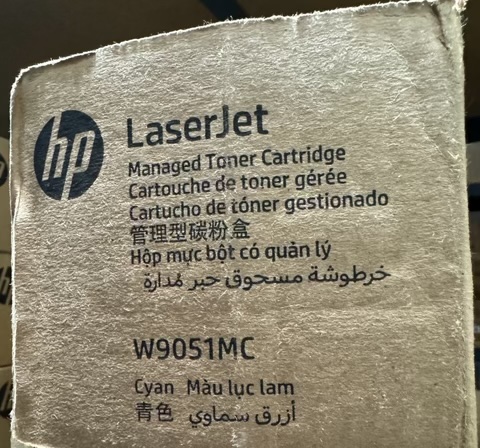 hp
LaserJet
Managed Toner Cartridge
Cartouche de toner gérée
Cartucho de tóner gestionado
管理型碳粉盒
Hộp mực bột có quản lý
خرطوشة مسحوق حبر مُدارة
W9051MC
Cyan Màu lục lam
青色 أزرق سماوي